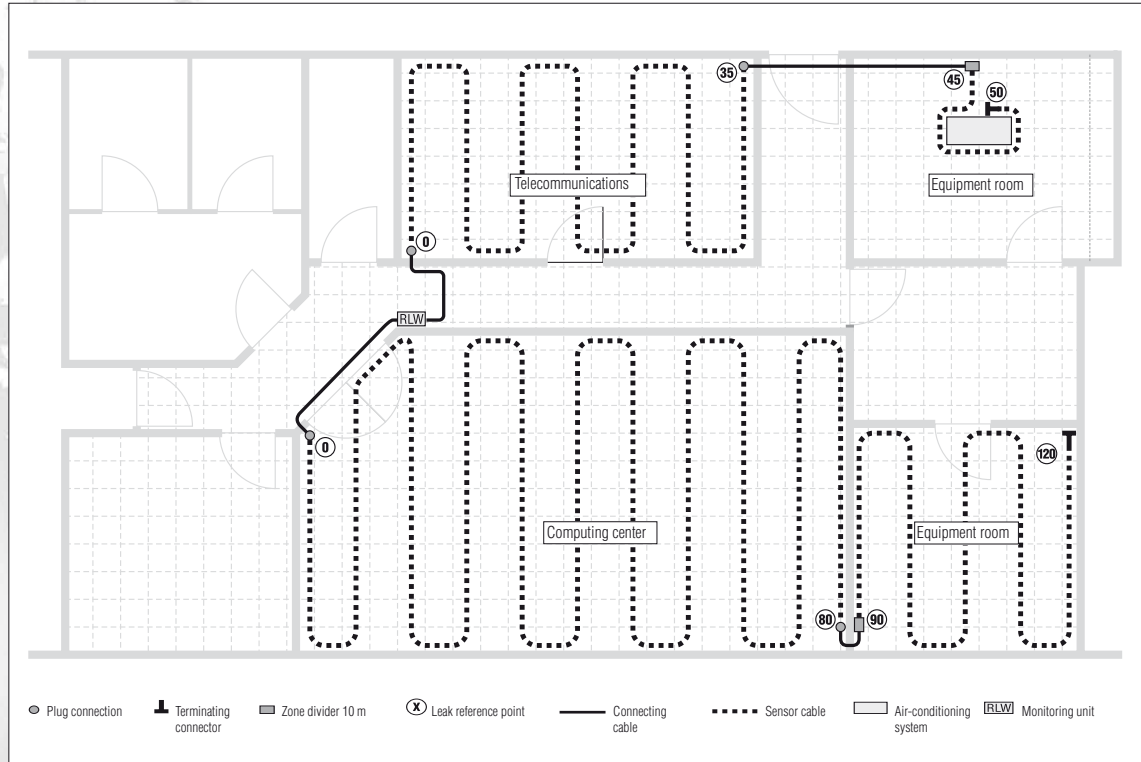 35
45
50
Telecommunications
Equipment room
0
RLW
0
120
Computing center
Equipment room
80
90
Plug connection
Terminating
connector
Zone divider 10 m
X
Leak reference point
Connecting
cable
Sensor cable
Air-conditioning
system
RLW
Monitoring unit